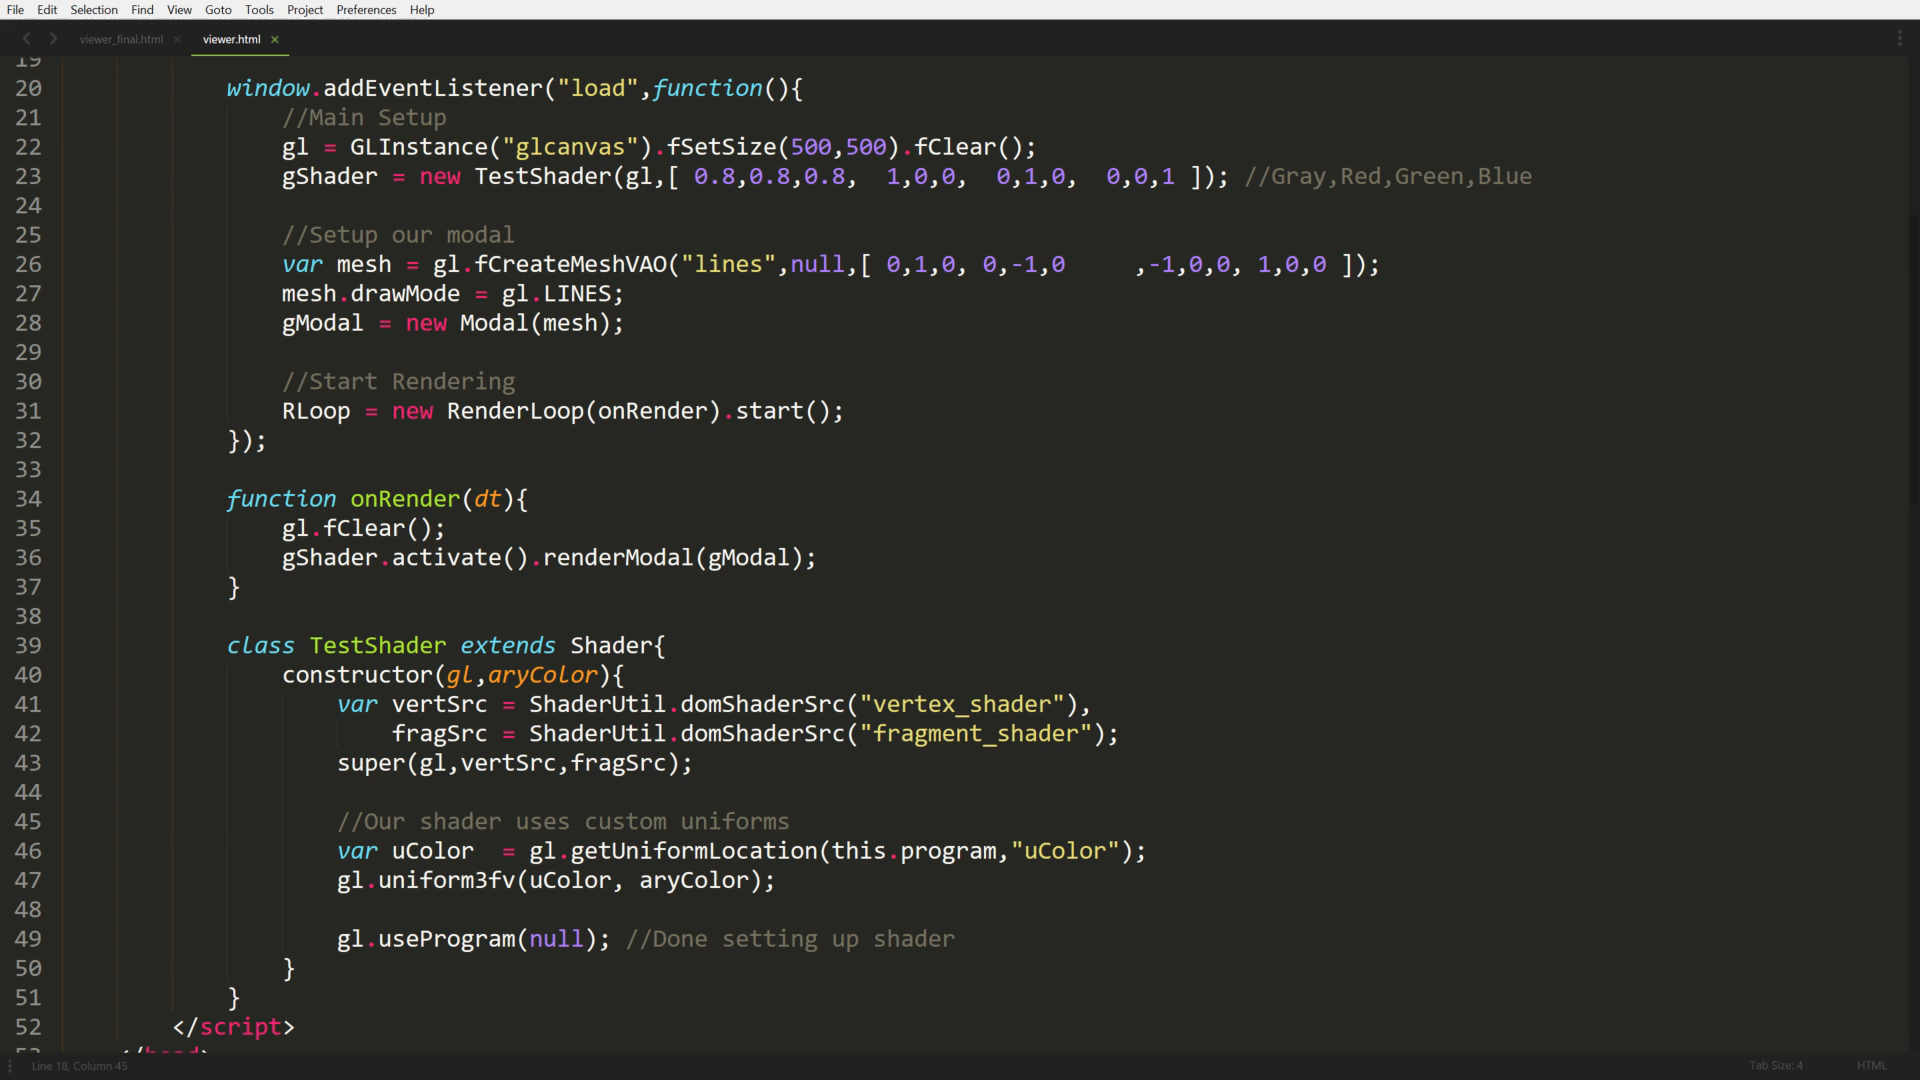 File Edit Selection Find View Goto Tools Project Preferences Help
viewer_final.html × viewer.html ×
19
20 window.addEventListener("load",function(){
21 //Main Setup
22 gl = GLInstance("glcanvas").fSetSize(500,500).fClear();
23 gShader = new TestShader(gl,[ 0.8,0.8,0.8, 1,0,0, 0,1,0, 0,0,1 ]); //Gray,Red,Green,Blue
24
25 //Setup our modal
26 var mesh = gl.fCreateMeshVAO("lines",null,[ 0,1,0, 0,-1,0 ,-1,0,0, 1,0,0 ]);
27 mesh.drawMode = gl.LINES;
28 gModal = new Modal(mesh);
29
30 //Start Rendering
31 RLoop = new RenderLoop(onRender).start();
32 });
33
34 function onRender(dt){
35 gl.fClear();
36 gShader.activate().renderModal(gModal);
37 }
38
39 class TestShader extends Shader{
40 constructor(gl,aryColor){
41 var vertSrc = ShaderUtil.domShaderSrc("vertex_shader"),
42 fragSrc = ShaderUtil.domShaderSrc("fragment_shader");
43 super(gl,vertSrc,fragSrc);
44
45 //Our shader uses custom uniforms
46 var uColor = gl.getUniformLocation(this.program,"uColor");
47 gl.uniform3fv(uColor, aryColor);
48
49 gl.useProgram(null); //Done setting up shader
50 }
51 }
52 </script>
53 </head>
Line 18, Column 45 Tab Size: 4 HTML